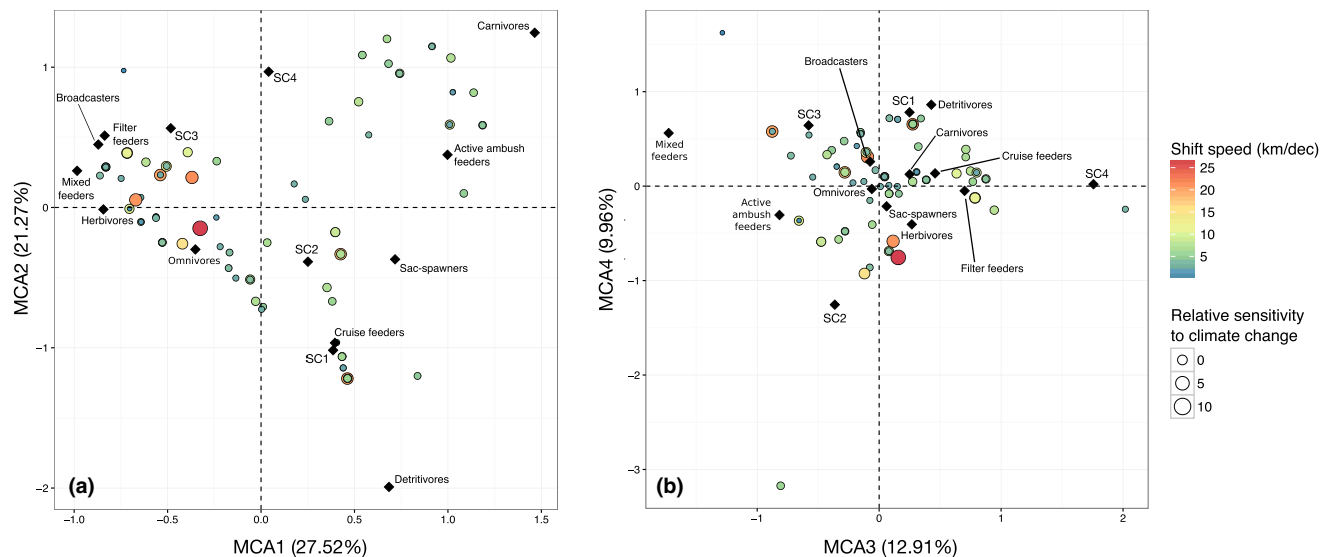 Carnivores
SC4
Broadcasters
Filter
feeders
SC3
Active ambush
feeders
Mixed
feeders
Herbivores
Omnivores
SC2
Sac-spawners
Cruise feeders
SC1
Detritivores
(a)
MCA2 (21.27%)
1
0
−1
−2
−1.0
−0.5
0.0
0.5
1.0
1.5
MCA1 (27.52%)
Broadcasters
SC1
Detritivores
SC3
Carnivores
Mixed
feeders
Cruise feeders
SC4
Omnivores
Active
ambush
feeders
Sac-spawners
Herbivores
Filter feeders
SC2
(b)
MCA4 (9.96%)
1
0
−1
−2
−3
−1
0
1
2
MCA3 (12.91%)
Shift speed (km/dec)
25
20
15
10
5
Relative sensitivity
to climate change
0
5
10